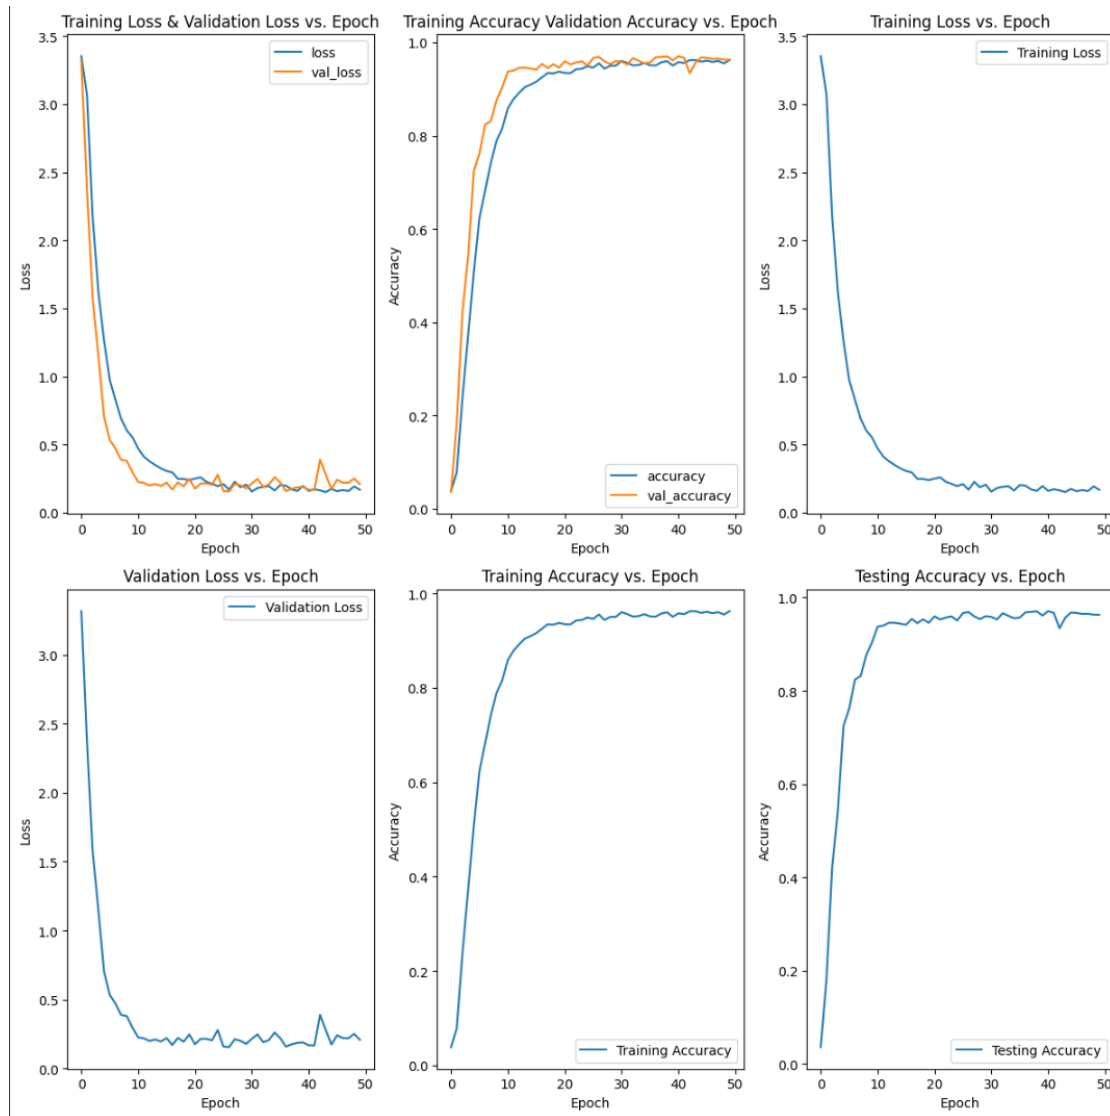 Training Loss & Validation Loss vs. Epoch
3.5
3.0
2.5
2.0
1.5
1.0
0.5
0.0
Loss
loss
val_loss
0 10 20 30 40 50
Epoch
Training Accuracy Validation Accuracy vs. Epoch
1.0
0.8
0.6
0.4
0.2
0.0
Accuracy
accuracy
val_accuracy
0 10 20 30 40 50
Epoch
Training Loss vs. Epoch
3.5
3.0
2.5
2.0
1.5
1.0
0.5
0.0
Loss
Training Loss
0 10 20 30 40 50
Epoch
Validation Loss vs. Epoch
3.0
2.5
2.0
1.5
1.0
0.5
0.0
Loss
Validation Loss
0 10 20 30 40 50
Epoch
Training Accuracy vs. Epoch
1.0
0.8
0.6
0.4
0.2
0.0
Accuracy
Training Accuracy
0 10 20 30 40 50
Epoch
Testing Accuracy vs. Epoch
1.0
0.8
0.6
0.4
0.2
0.0
Accuracy
Testing Accuracy
0 10 20 30 40 50
Epoch